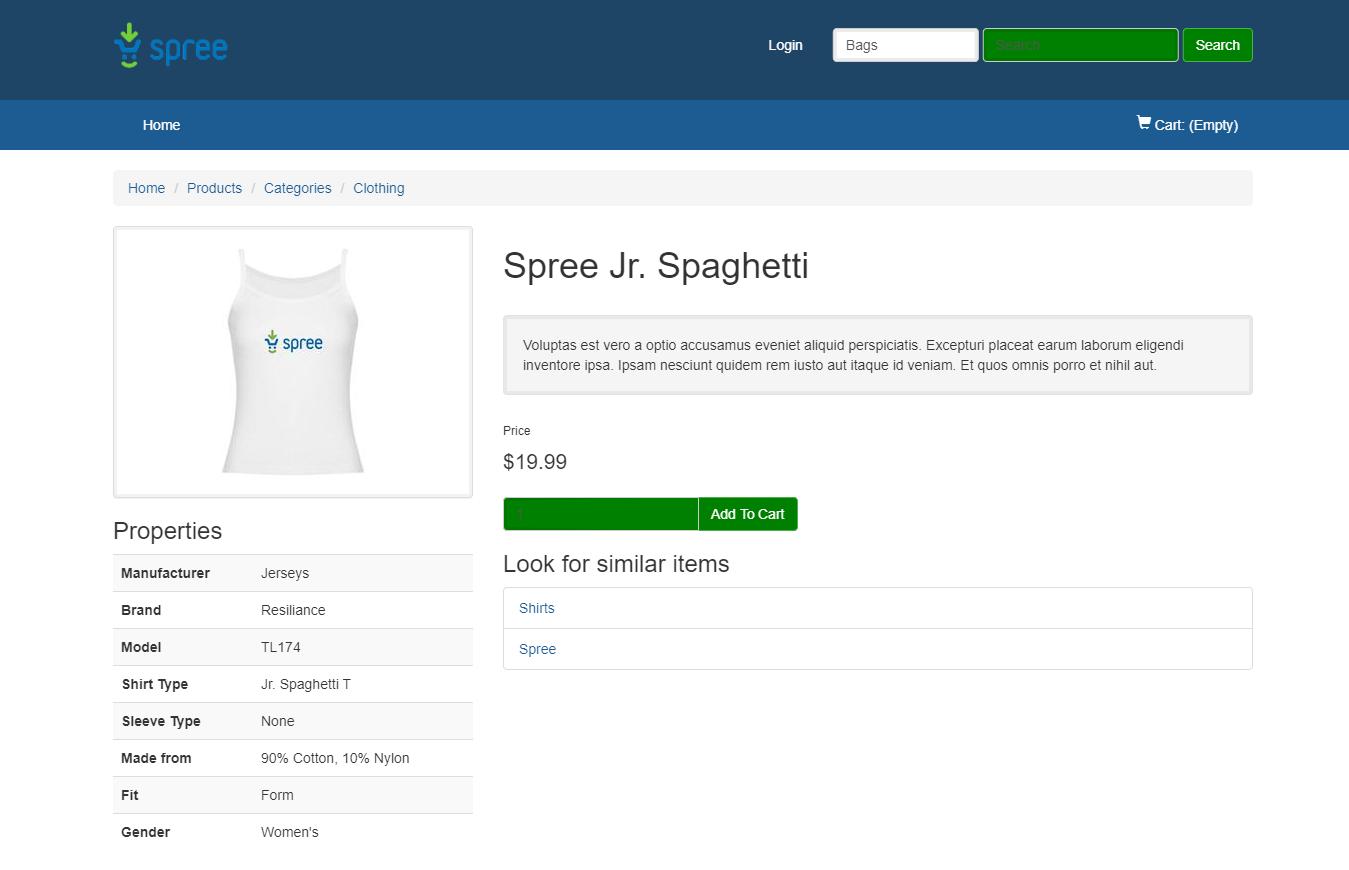 spree
Login
Bags
Search
Search
Home
Cart: (Empty)
Home / Products / Categories / Clothing
spree
Spree Jr. Spaghetti
Voluptas est vero a optio accusamus eveniet aliquid perspiciatis. Excepturi placeat earum laborum eligendi
inventore ipsa. Ipsam nesciunt quidem rem iusto aut itaque id veniam. Et quos omnis porro et nihil aut.
Price
$19.99
1
Add To Cart
Look for similar items
Shirts
Spree
Properties
Manufacturer Jerseys
Brand Resiliance
Model TL174
Shirt Type Jr. Spaghetti T
Sleeve Type None
Made from 90% Cotton, 10% Nylon
Fit Form
Gender Women's